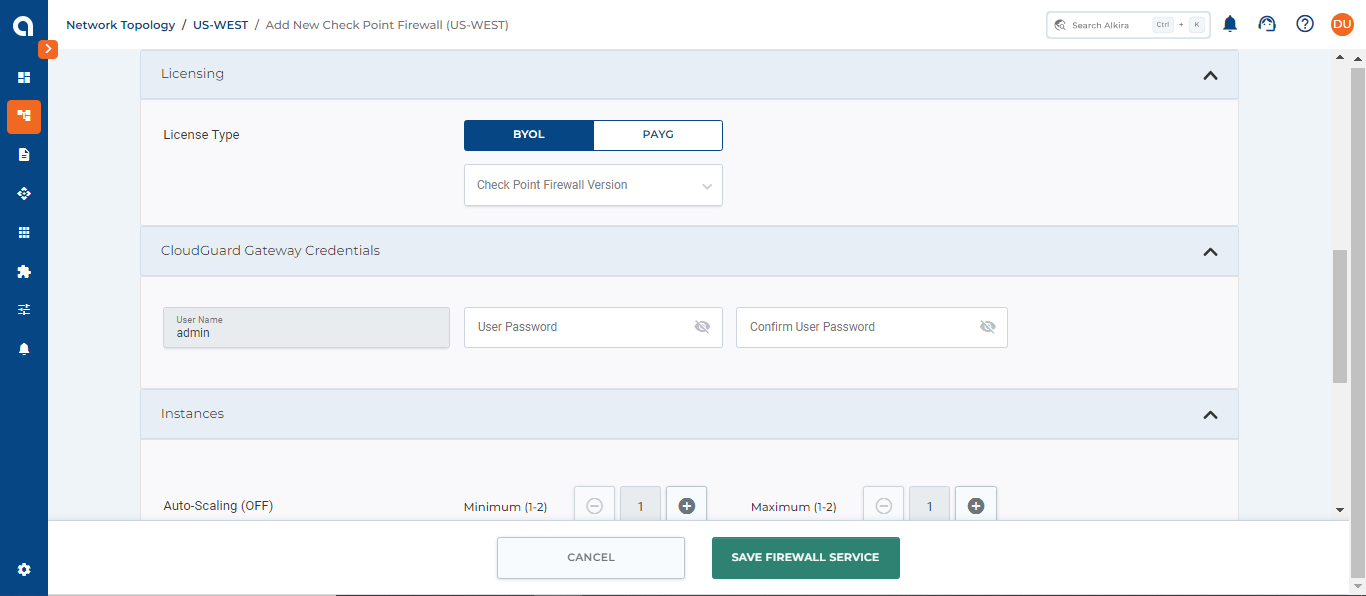 Network Topology / US-WEST / Add New Check Point Firewall (US-WEST)
Search Alkira Ctrl + K
DU
Licensing
License Type
BYOL PAYG
Check Point Firewall Version
CloudGuard Gateway Credentials
User Name
admin
User Password
Confirm User Password
Instances
Auto-Scaling (OFF) Minimum (1-2) 1 Maximum (1-2) 1
CANCEL SAVE FIREWALL SERVICE